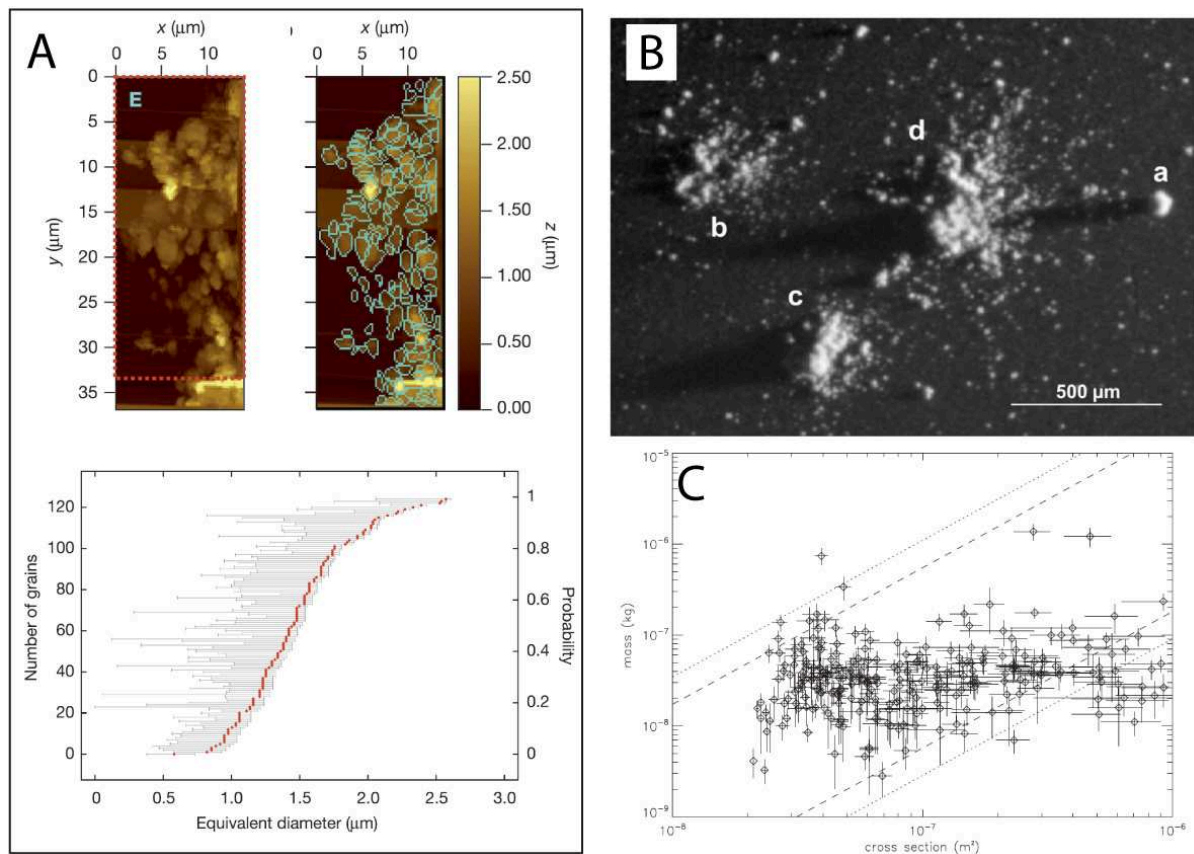 A
x (μm)
0 5 10
x (μm)
0 5 10
E
y (μm)
0
5
10
15
20
25
30
35
z (μm)
2.50
2.00
1.00
0.50
0.00
Number of grains
120
100
80
60
40
20
0
Probability
1
0.8
0.6
0.4
0.2
0
0 0.5 1.0 1.5 2.0 2.5 3.0
Equivalent diameter (μm)
B
a
b
c
d
500 μm
C
mass (kg)
10⁻⁵
10⁻⁶
10⁻⁷
10⁻⁸
10⁻⁹
10⁻⁸ 10⁻⁷ 10⁻⁶
cross section (m²)